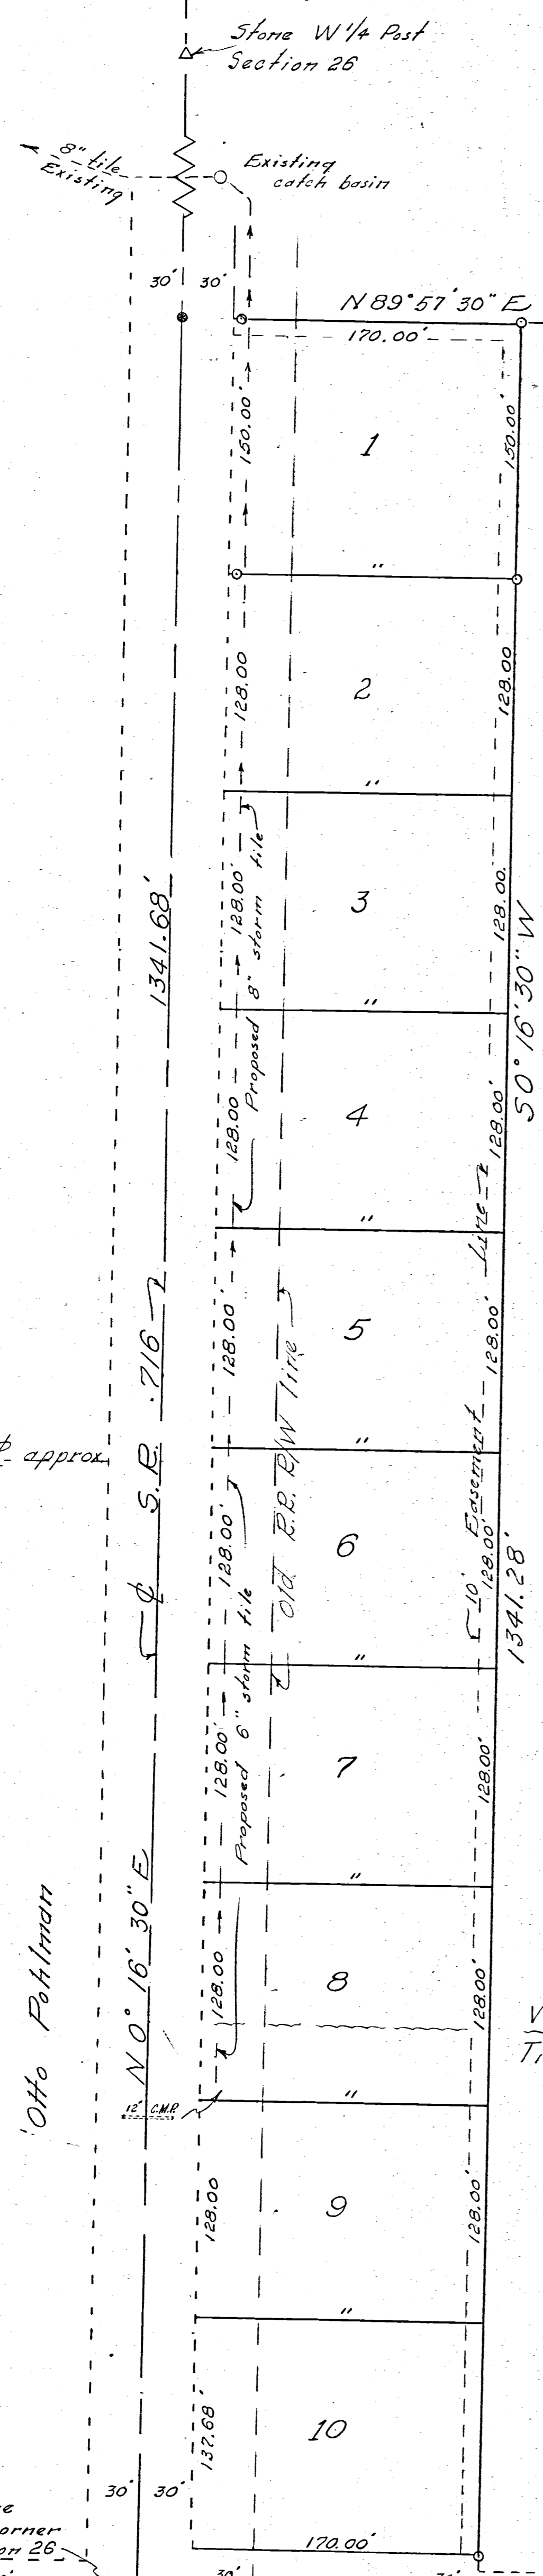 Stone W 1/4 Post
Section 26
8" tile
Existing
Existing
catch basin
30' 30'
N 89° 57' 30" E
170.00'
150.00'
1
150.00'
"
128.00
2
128.00
"
128.00'
3
128.00
"
Proposed 8" storm tile
1341.68'
S 0° 16' 30" W
128.00
4
128.00'
"
128.00'
5
128.00'
"
10' Easement Line
Old R.R. R/W line
℄ S.R. 716
approx
128.00'
6
128.00'
"
1341.28'
128.00'
7
128.00'
"
Proposed 6" storm tile
N 0° 16' 30" E
Otto Pohlman
128.00
8
128.00'
"
12" C.M.P.
128.00
9
128.00'
"
137.68'
10
30' 30'
170.00'
26
30'